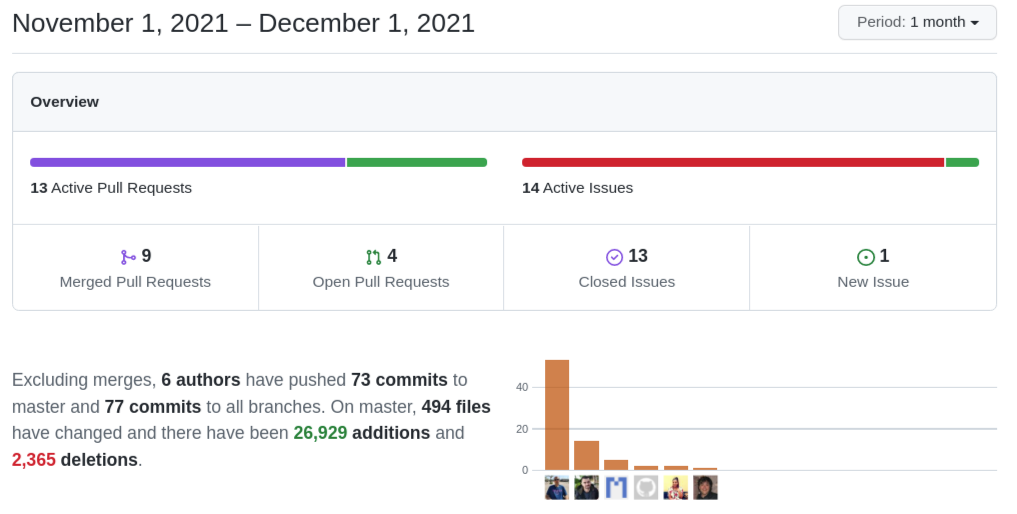 November 1, 2021 – December 1, 2021
Period: 1 month
Overview
13 Active Pull Requests
14 Active Issues
9
Merged Pull Requests
4
Open Pull Requests
13
Closed Issues
1
New Issue
Excluding merges, 6 authors have pushed 73 commits to
master and 77 commits to all branches. On master, 494 files
have changed and there have been 26,929 additions and
2,365 deletions.
40
20
0